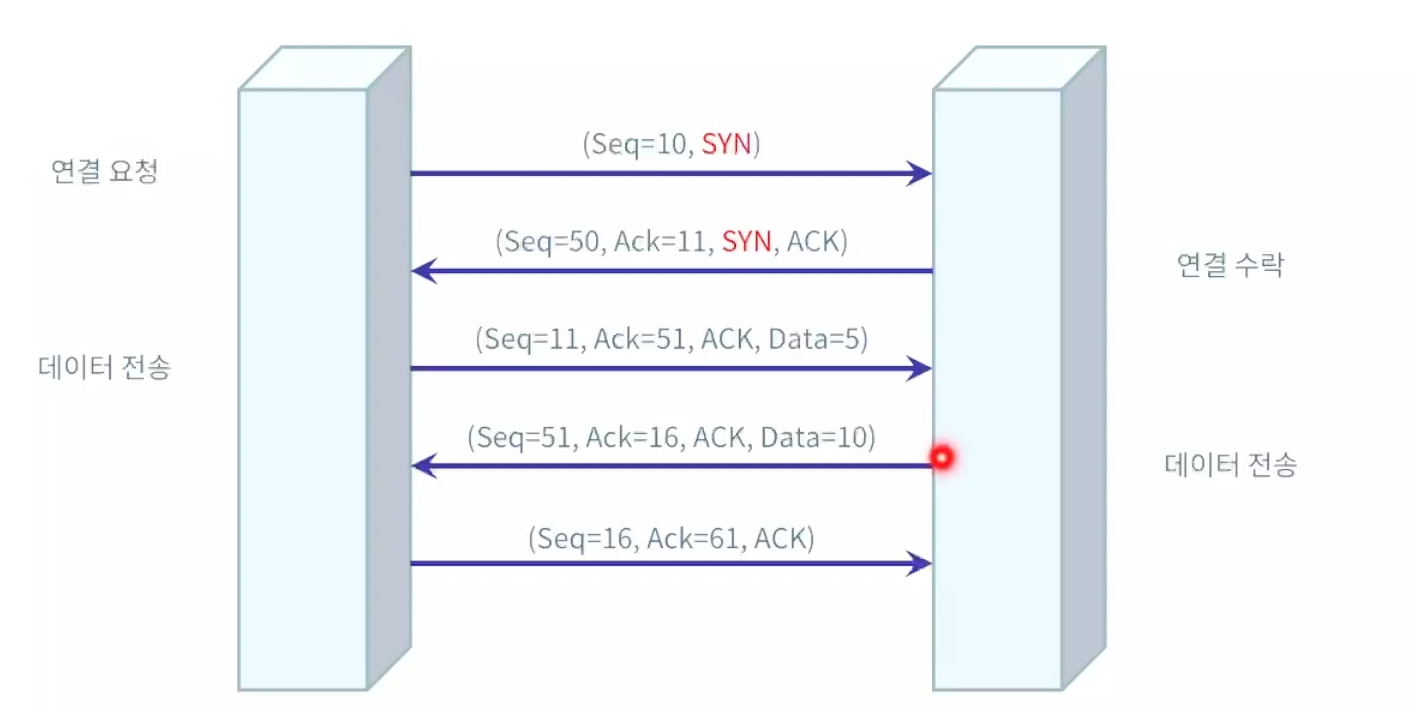 (Seq=10, SYN)
연결 요청
(Seq=50, Ack=11, SYN, ACK)
연결 수락
(Seq=11, Ack=51, ACK, Data=5)
데이터 전송
(Seq=51, Ack=16, ACK, Data=10)
데이터 전송
(Seq=16, Ack=61, ACK)